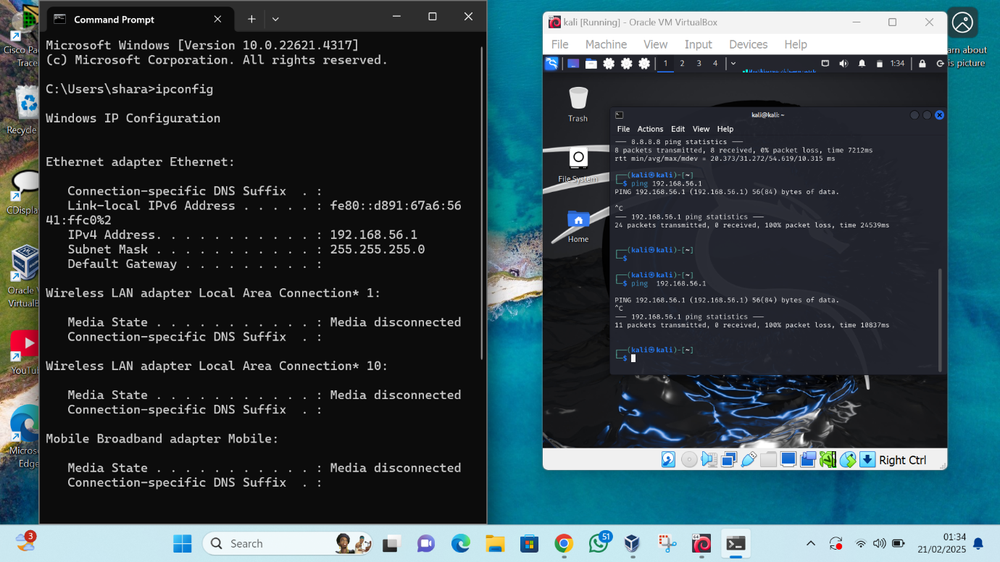 Command Prompt
Microsoft Windows [Version 10.0.22621.4317]
(c) Microsoft Corporation. All rights reserved.
C:\Users\shara>ipconfig
Windows IP Configuration
Ethernet adapter Ethernet:
Connection-specific DNS Suffix  . :
Link-local IPv6 Address . . . . . : fe80::d891:67a6:56
41:ffc0%2
IPv4 Address. . . . . . . . . . . : 192.168.56.1
Subnet Mask . . . . . . . . . . . : 255.255.255.0
Default Gateway . . . . . . . . . :
Wireless LAN adapter Local Area Connection* 1:
Media State . . . . . . . . . . . : Media disconnected
Connection-specific DNS Suffix  . :
Wireless LAN adapter Local Area Connection* 10:
Media State . . . . . . . . . . . : Media disconnected
Connection-specific DNS Suffix  . :
Mobile Broadband adapter Mobile:
Media State . . . . . . . . . . . : Media disconnected
Connection-specific DNS Suffix  . :
Cisco Pac
Trace
Recycle
CDispla
Oracle V
VirtualB
YouTu
Micros
Edge
kali [Running] - Oracle VM VirtualBox
File Machine View Input Devices Help
1 2 3 4 1:34
Trash
File System
Home
kali@kali: ~
File Actions Edit View Help
--- 8.8.8.8 ping statistics ---
8 packets transmitted, 8 received, 0% packet loss, time 7212ms
rtt min/avg/max/mdev = 20.373/31.272/54.619/10.315 ms
┌──(kali㉿kali)-[~]
└─$ ping 192.168.56.1
PING 192.168.56.1 (192.168.56.1) 56(84) bytes of data.
^C
--- 192.168.56.1 ping statistics ---
24 packets transmitted, 0 received, 100% packet loss, time 24539ms
┌──(kali㉿kali)-[~]
└─$
┌──(kali㉿kali)-[~]
└─$ ping  192.168.56.1
PING 192.168.56.1 (192.168.56.1) 56(84) bytes of data.
^C
--- 192.168.56.1 ping statistics ---
11 packets transmitted, 0 received, 100% packet loss, time 10837ms
┌──(kali㉿kali)-[~]
└─$
Right Ctrl
arn about
is picture
3
Search
51
64
01:34
21/02/2025